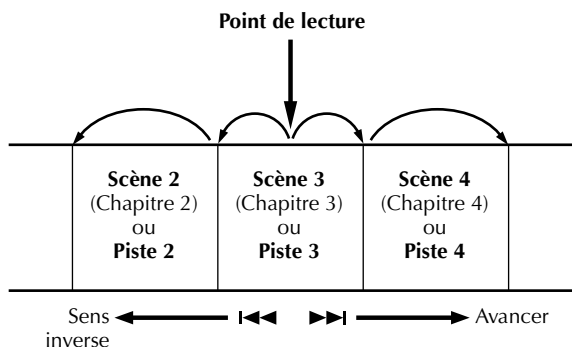 Point de lecture
Scène 2
(Chapitre 2)
ou
Piste 2
Scène 3
(Chapitre 3)
ou
Piste 3
Scène 4
(Chapitre 4)
ou
Piste 4
Sens
inverse
Avancer